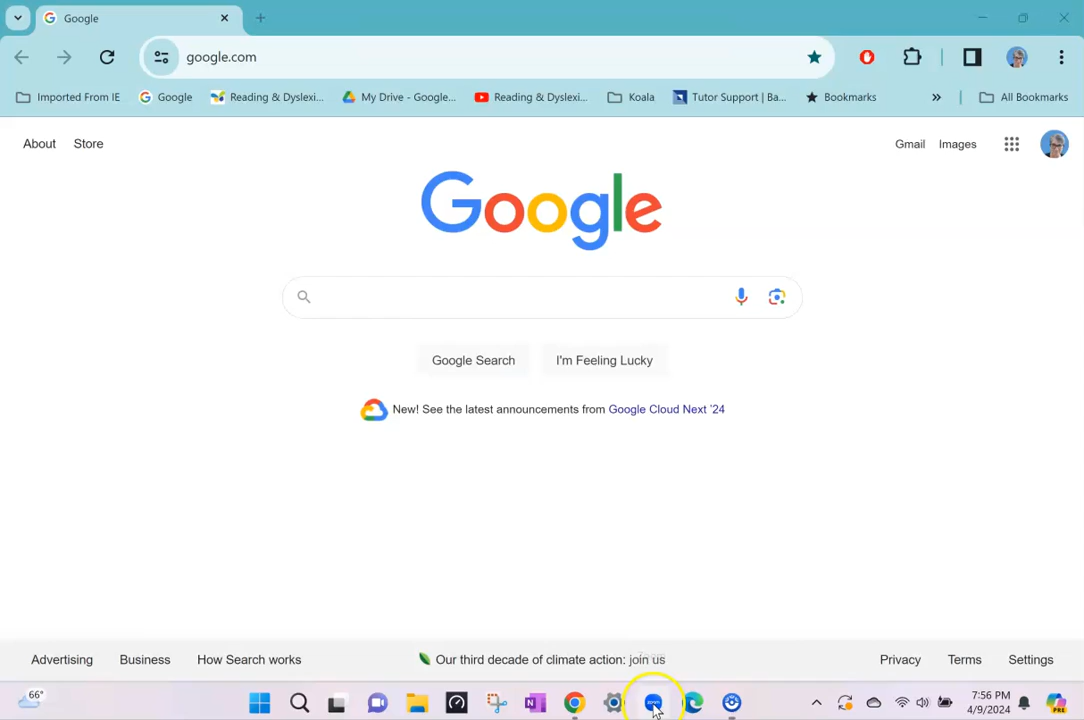 Google
google.com
Imported From IE
Google
Reading & Dyslexi...
My Drive - Google...
Reading & Dyslexi...
Koala
Tutor Support | Ba...
Bookmarks
»
All Bookmarks
About
Store
Gmail
Images
Google
Google Search
I'm Feeling Lucky
New! See the latest announcements from Google Cloud Next '24
Advertising
Business
How Search works
Our third decade of climate action: join us
Privacy
Terms
Settings
Zoom
66°
zoom
N
PRE
7:56 PM
4/9/2024